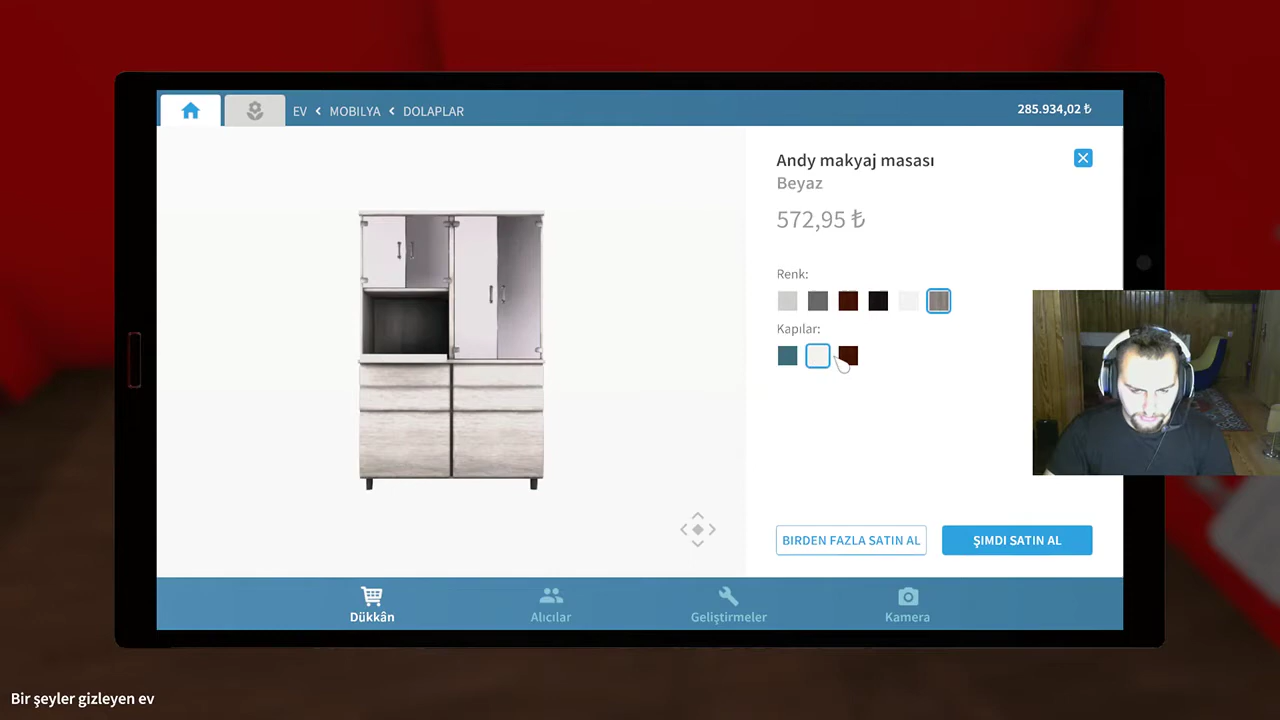 EV < MOBILYA < DOLAPLAR
285.934,02 ₺
Andy makyaj masası
Beyaz
572,95 ₺
Renk:
Kapılar:
BIRDEN FAZLA SATIN AL
ŞIMDI SATIN AL
Dükkân
Alıcılar
Geliştirmeler
Kamera
Bir şeyler gizleyen ev